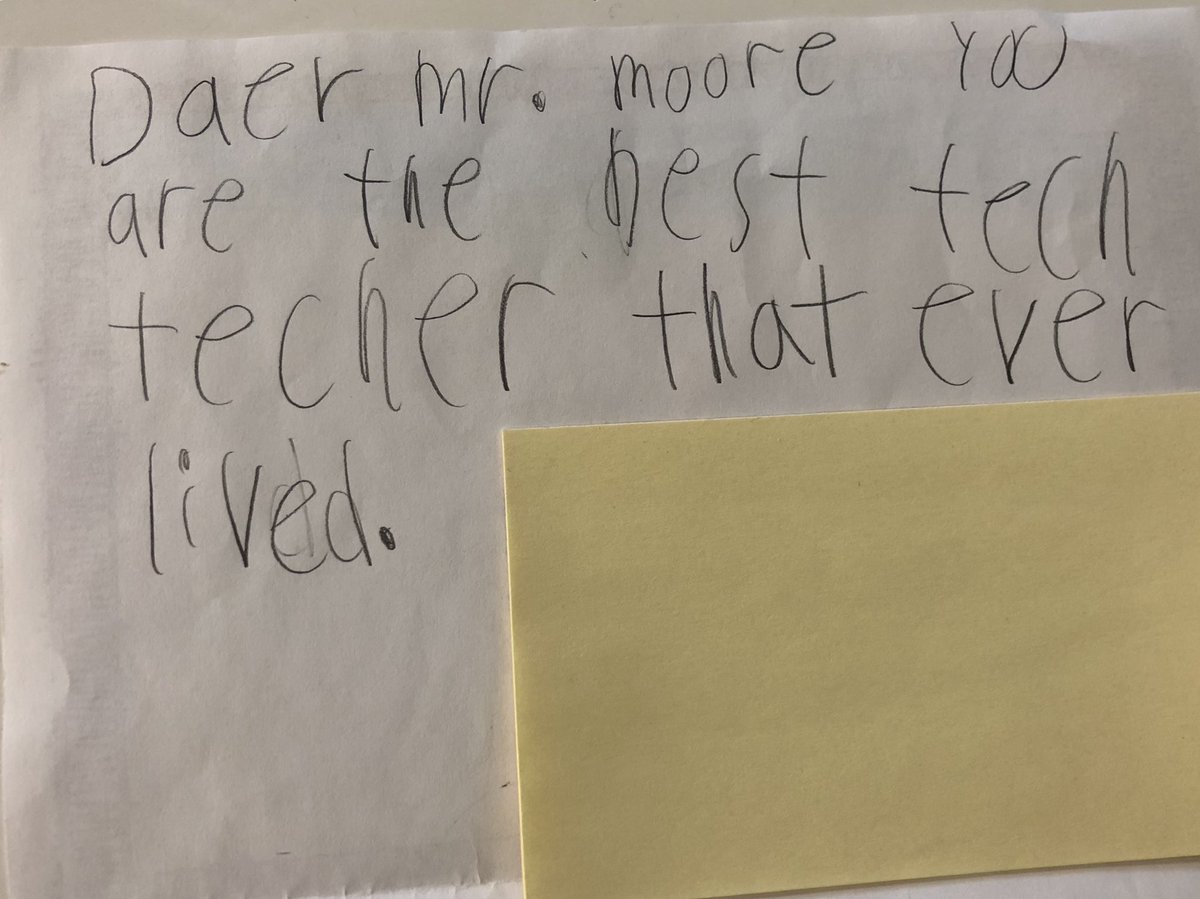 Daer mr. moore You
are the best tech
techer that ever
lived.